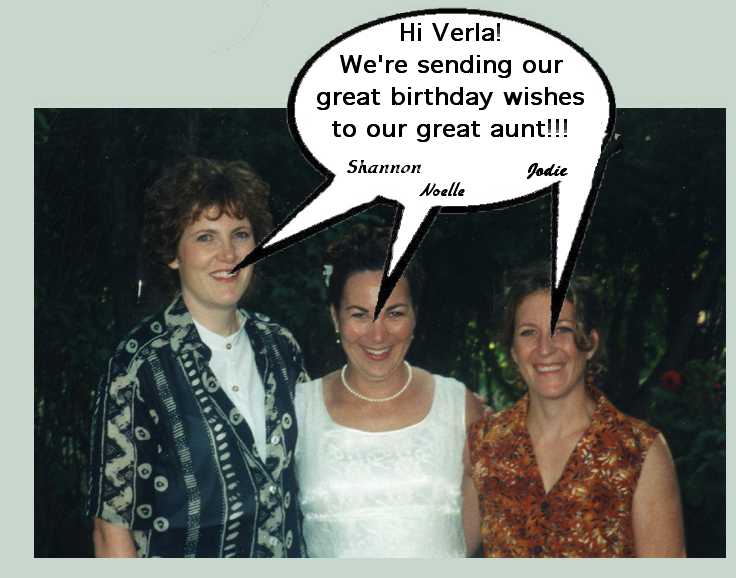 Hi Verla!
We're sending our
great birthday wishes
to our great aunt!!!
Shannon
Noelle
Jodie